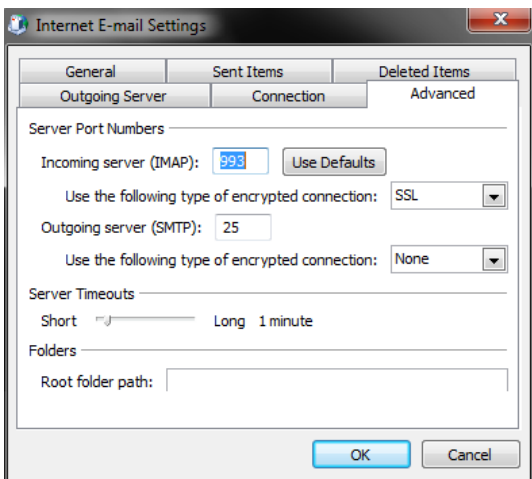 Internet E-mail Settings
General Sent Items Deleted Items
Outgoing Server Connection Advanced
Server Port Numbers
Incoming server (IMAP): 993 Use Defaults
Use the following type of encrypted connection: SSL
Outgoing server (SMTP): 25
Use the following type of encrypted connection: None
Server Timeouts
Short Long 1 minute
Folders
Root folder path:
OK Cancel